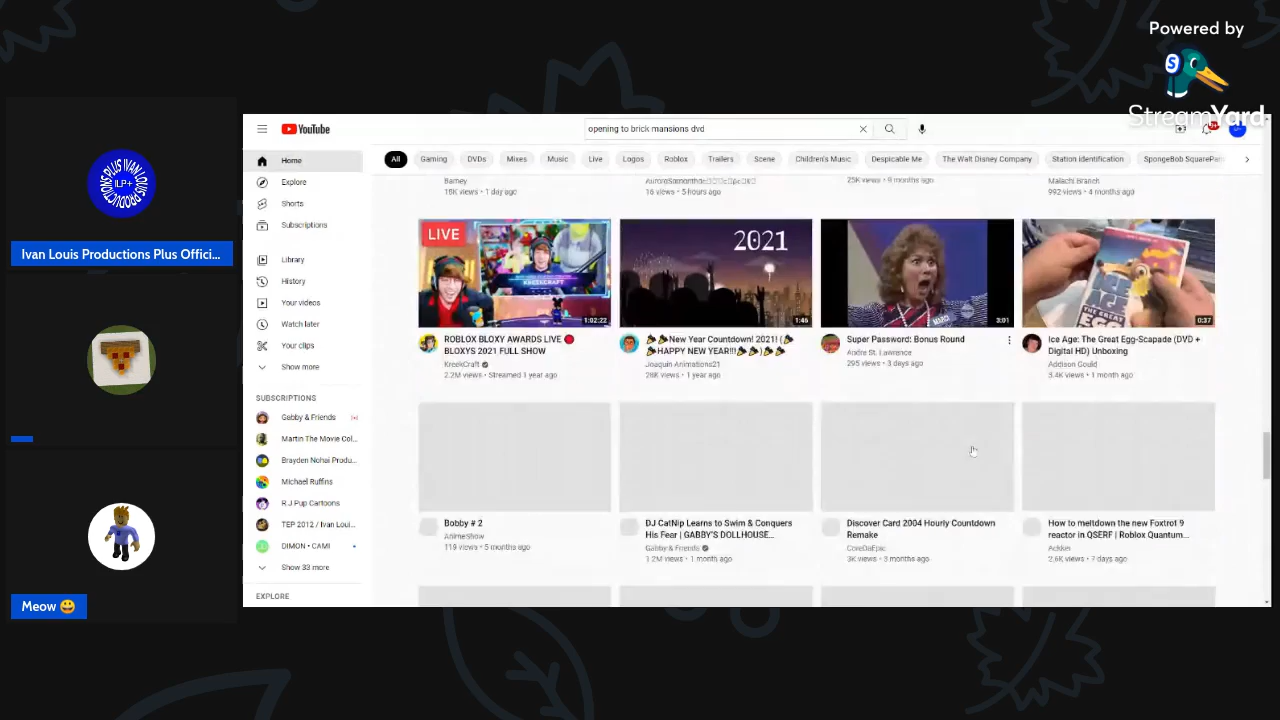 Powered by
StreamYard
ILP+
Ivan Louis Productions Plus Offici...
Meow 😃
YouTube
opening to brick mansions dvd
9+
Home
Explore
Shorts
Subscriptions
Library
History
Your videos
Watch later
Your clips
Show more
SUBSCRIPTIONS
Gabby & Friends
Martin The Movie Col...
Brayden Nohai Produ...
Michael Ruffins
R.J Pup Cartoons
TEP 2012 / Ivan Loui...
DIMON • CAMI
Show 33 more
EXPLORE
All
Gaming
DVDs
Mixes
Music
Live
Logos
Roblox
Trailers
Scene
Children's Music
Despicable Me
The Walt Disney Company
Station identification
SpongeBob SquarePan
Barney
15K views • 1 day ago
16 views • 5 hours ago
25K views • 8 months ago
Malachi Branch
992 views • 4 months ago
LIVE
KREEKCRAFT
1:02:22
ROBLOX BLOXY AWARDS LIVE 🔴
BLOXYS 2021 FULL SHOW
KreekCraft
2.2M views • Streamed 1 year ago
2021
1:46
🎉🎉New Year Countdown! 2021! (🎉
🎉HAPPY NEW YEAR!!!🎉🎉)🎉🎉
Joaquin Animations21
26K views • 1 year ago
3:01
Super Password: Bonus Round
Andre St. Lawrence
295 views • 3 days ago
THE GREAT
EGG
0:37
Ice Age: The Great Egg-Scapade (DVD +
Digital HD) Unboxing
Addison Gould
3.4K views • 1 month ago
Bobby # 2
AnimeShow
119 views • 5 months ago
DJ CatNip Learns to Swim & Conquers
His Fear | GABBY'S DOLLHOUSE...
Gabby & Friends
1.2M views • 1 month ago
Discover Card 2004 Hourly Countdown
Remake
CoreDaEpic
3K views • 3 months ago
How to meltdown the new Foxtrot 9
reactor in QSERF | Roblox Quantum...
Ackker
2.6K views • 7 days ago